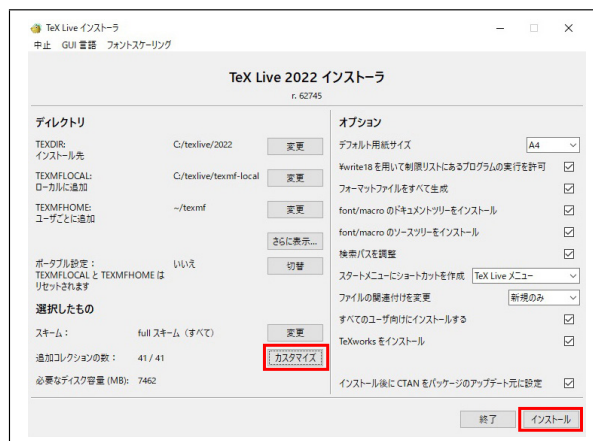 TeX Live インストーラ
中止 GUI 言語 フォントスケーリング
TeX Live 2022 インストーラ
r. 62745
ディレクトリ
TEXDIR:
インストール先
C:/texlive/2022
変更
TEXMFLOCAL:
ローカルに追加
C:/texlive/texmf-local
変更
TEXMFHOME:
ユーザごとに追加
~/texmf
変更
さらに表示...
ポータブル設定：
TEXMFLOCAL と TEXMFHOME は
リセットされます
いいえ
切替
選択したもの
スキーム： full スキーム（すべて） 変更
追加コレクションの数： 41 / 41 カスタマイズ
必要なディスク容量 (MB): 7462
オプション
デフォルト用紙サイズ A4
¥write18 を用いて制限リストにあるプログラムの実行を許可
フォーマットファイルをすべて生成
font/macro のドキュメントツリーをインストール
font/macro のソースツリーをインストール
検索パスを調整
スタートメニューにショートカットを作成 TeX Live メニュー
ファイルの関連付けを変更 新規のみ
すべてのユーザ向けにインストールする
TeXworks をインストール
インストール後に CTAN をパッケージのアップデート元に設定
終了 インストール